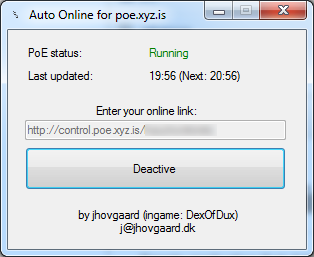 Auto Online for poe.xyz.is
PoE status: Running
Last updated: 19:56 (Next: 20:56)
Enter your online link:
http://control.poe.xyz.is/
Deactive
by jhovgaard (ingame: DexOfDux)
j@jhovgaard.dk